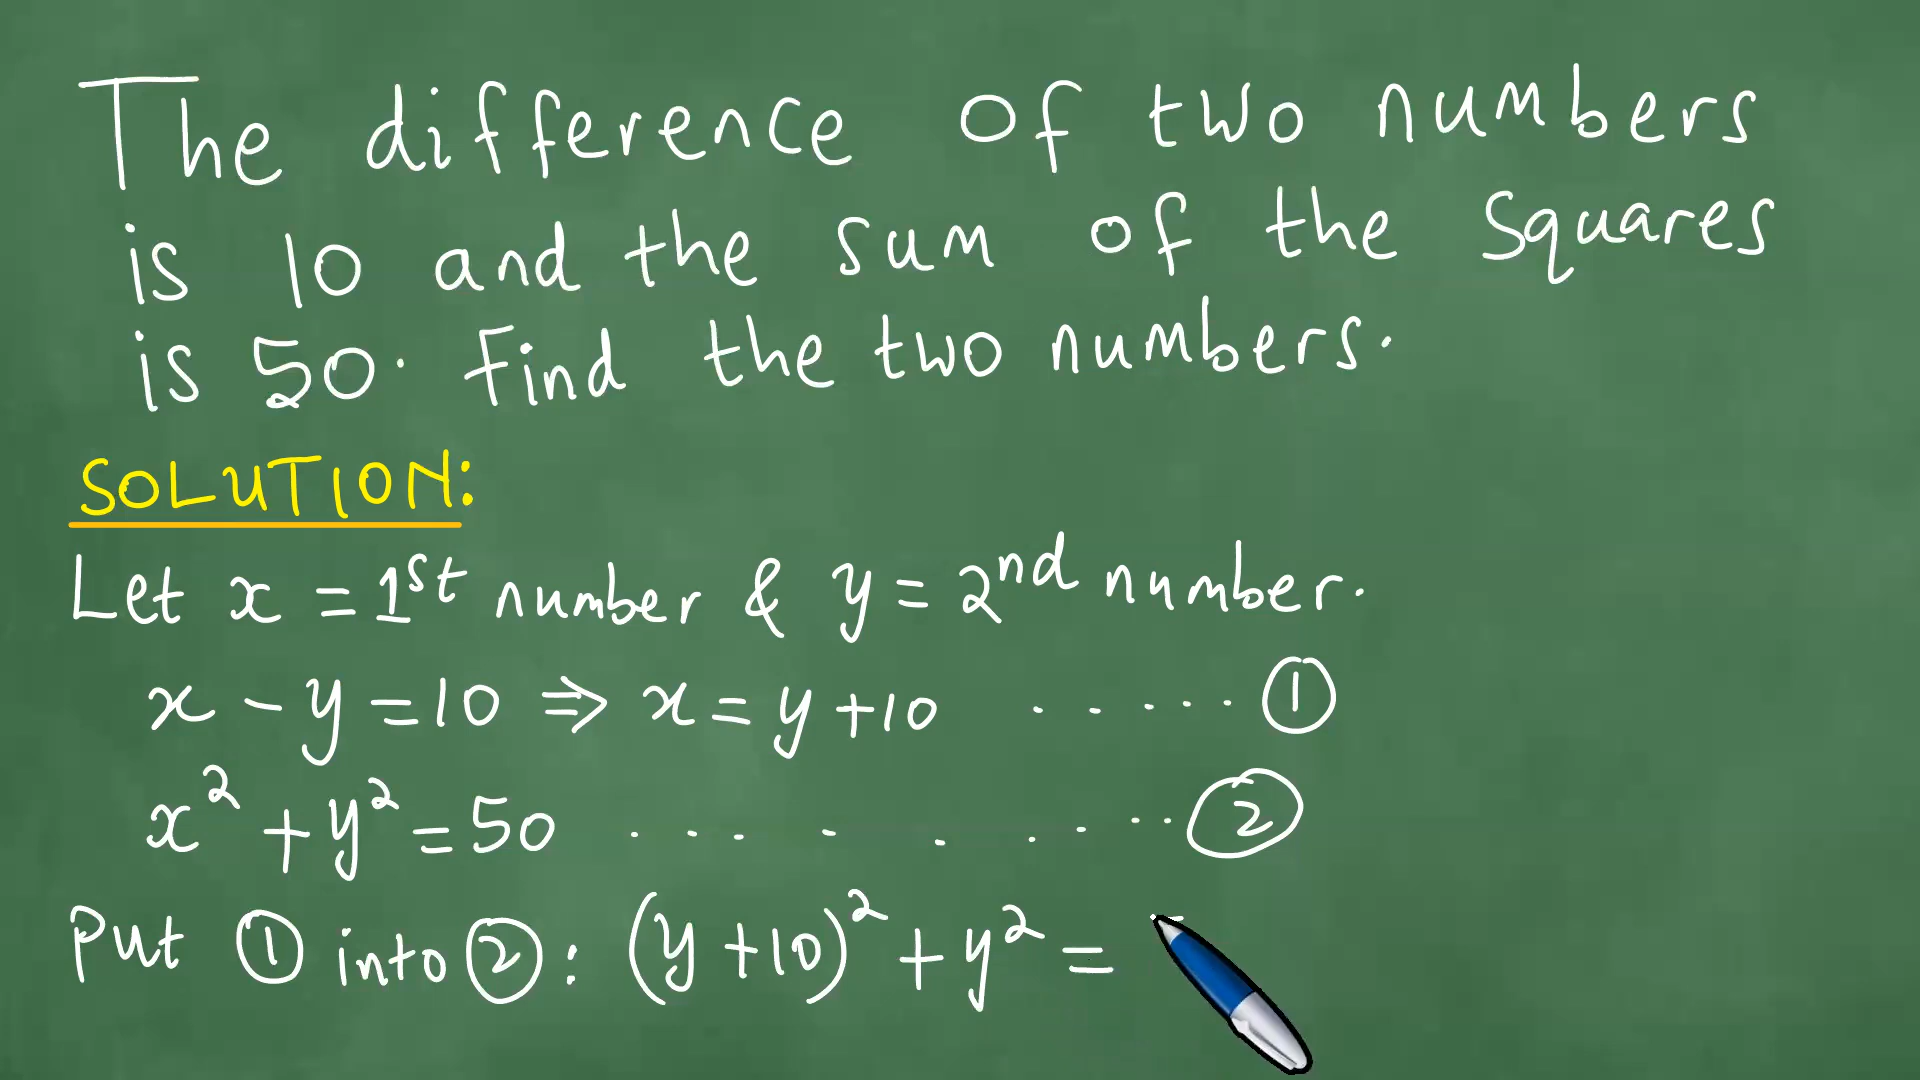 The difference of two numbers
is 10 and the sum of the squares
is 50. Find the two numbers.
SOLUTION:
Let x = 1st number & y = 2nd number.
x - y = 10 ⇒ x = y + 10 ..... ①
x² + y² = 50 ......... ②
Put ① into ② : (y + 10)² + y² =